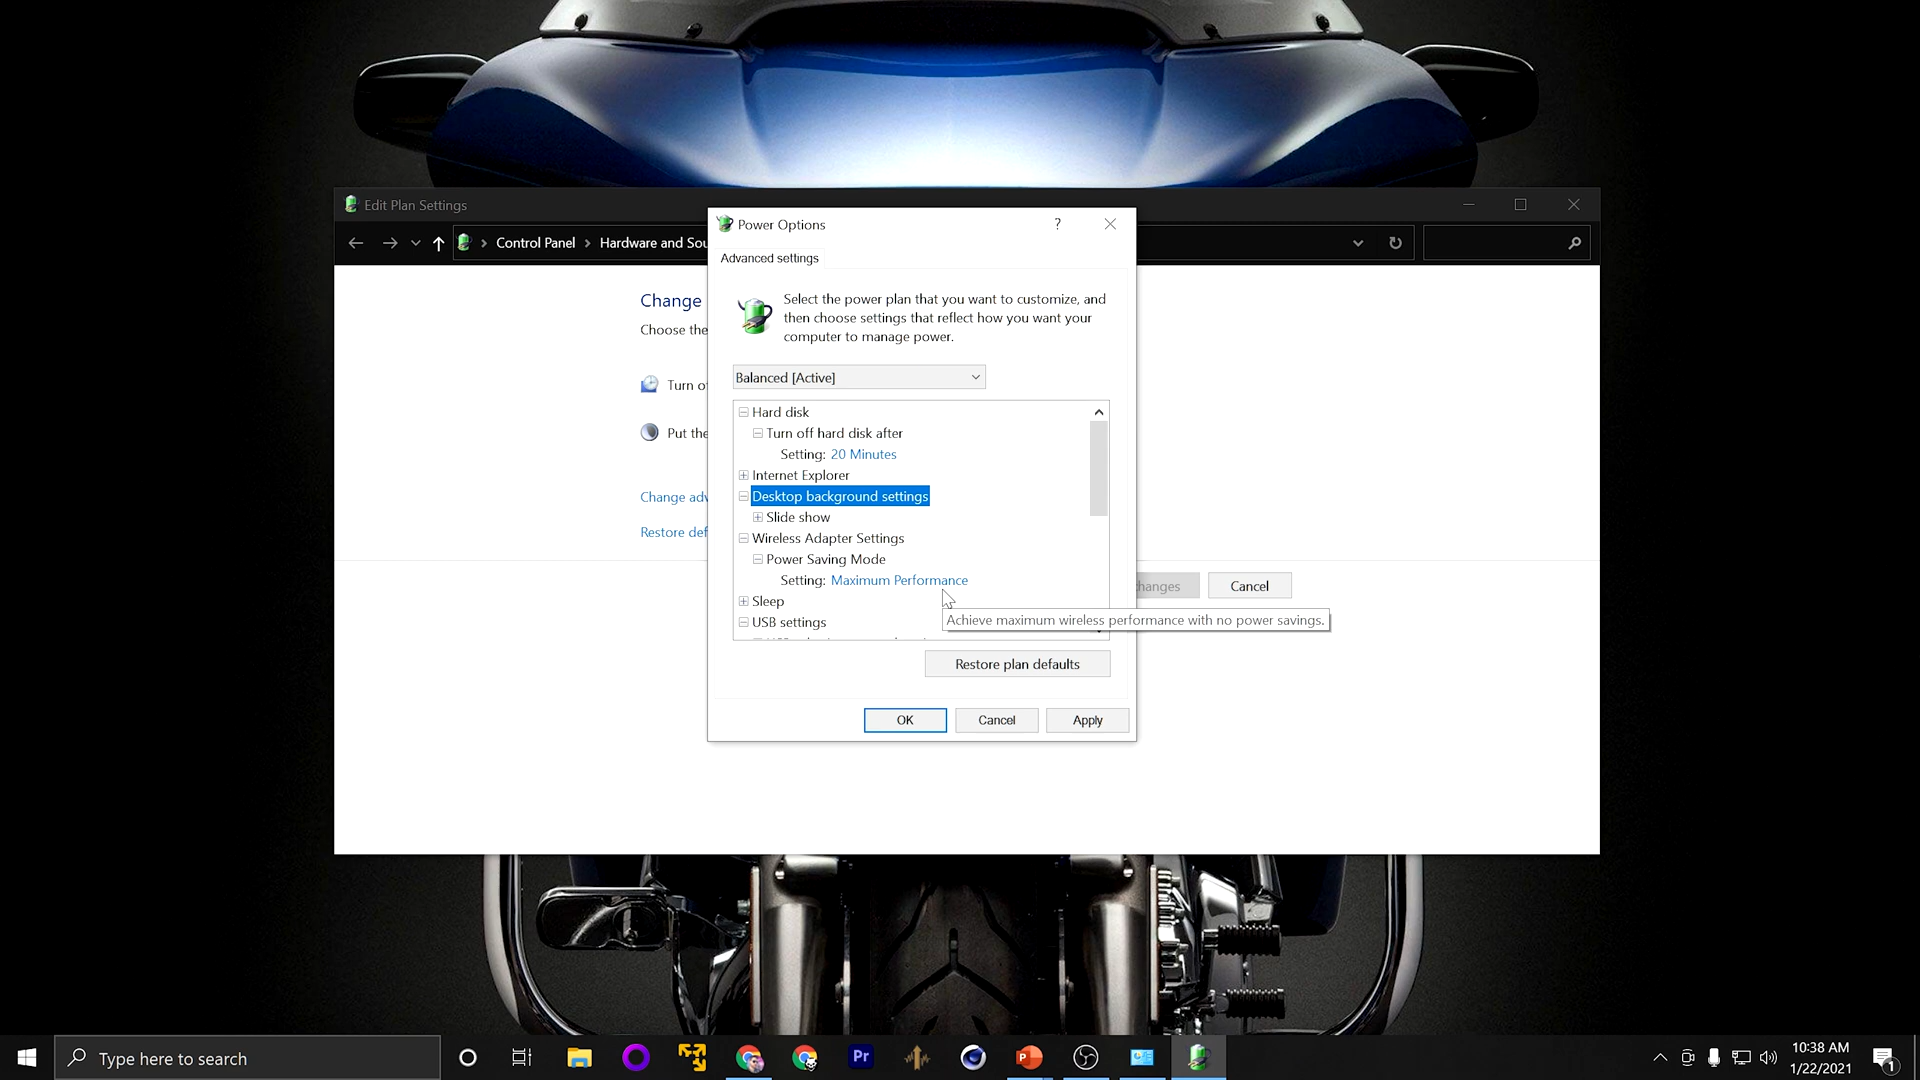 Edit Plan Settings
Control Panel
Hardware and Sou
Change
Choose the
Turn of
Put the
Change adv
Restore def
hanges
Cancel
Power Options
?
Advanced settings
Select the power plan that you want to customize, and
then choose settings that reflect how you want your
computer to manage power.
Balanced [Active]
Hard disk
Turn off hard disk after
Setting: 20 Minutes
Internet Explorer
Desktop background settings
Slide show
Wireless Adapter Settings
Power Saving Mode
Setting: Maximum Performance
Sleep
USB settings
Achieve maximum wireless performance with no power savings.
Restore plan defaults
OK
Cancel
Apply
Type here to search
Pr
10:38 AM
1/22/2021
1